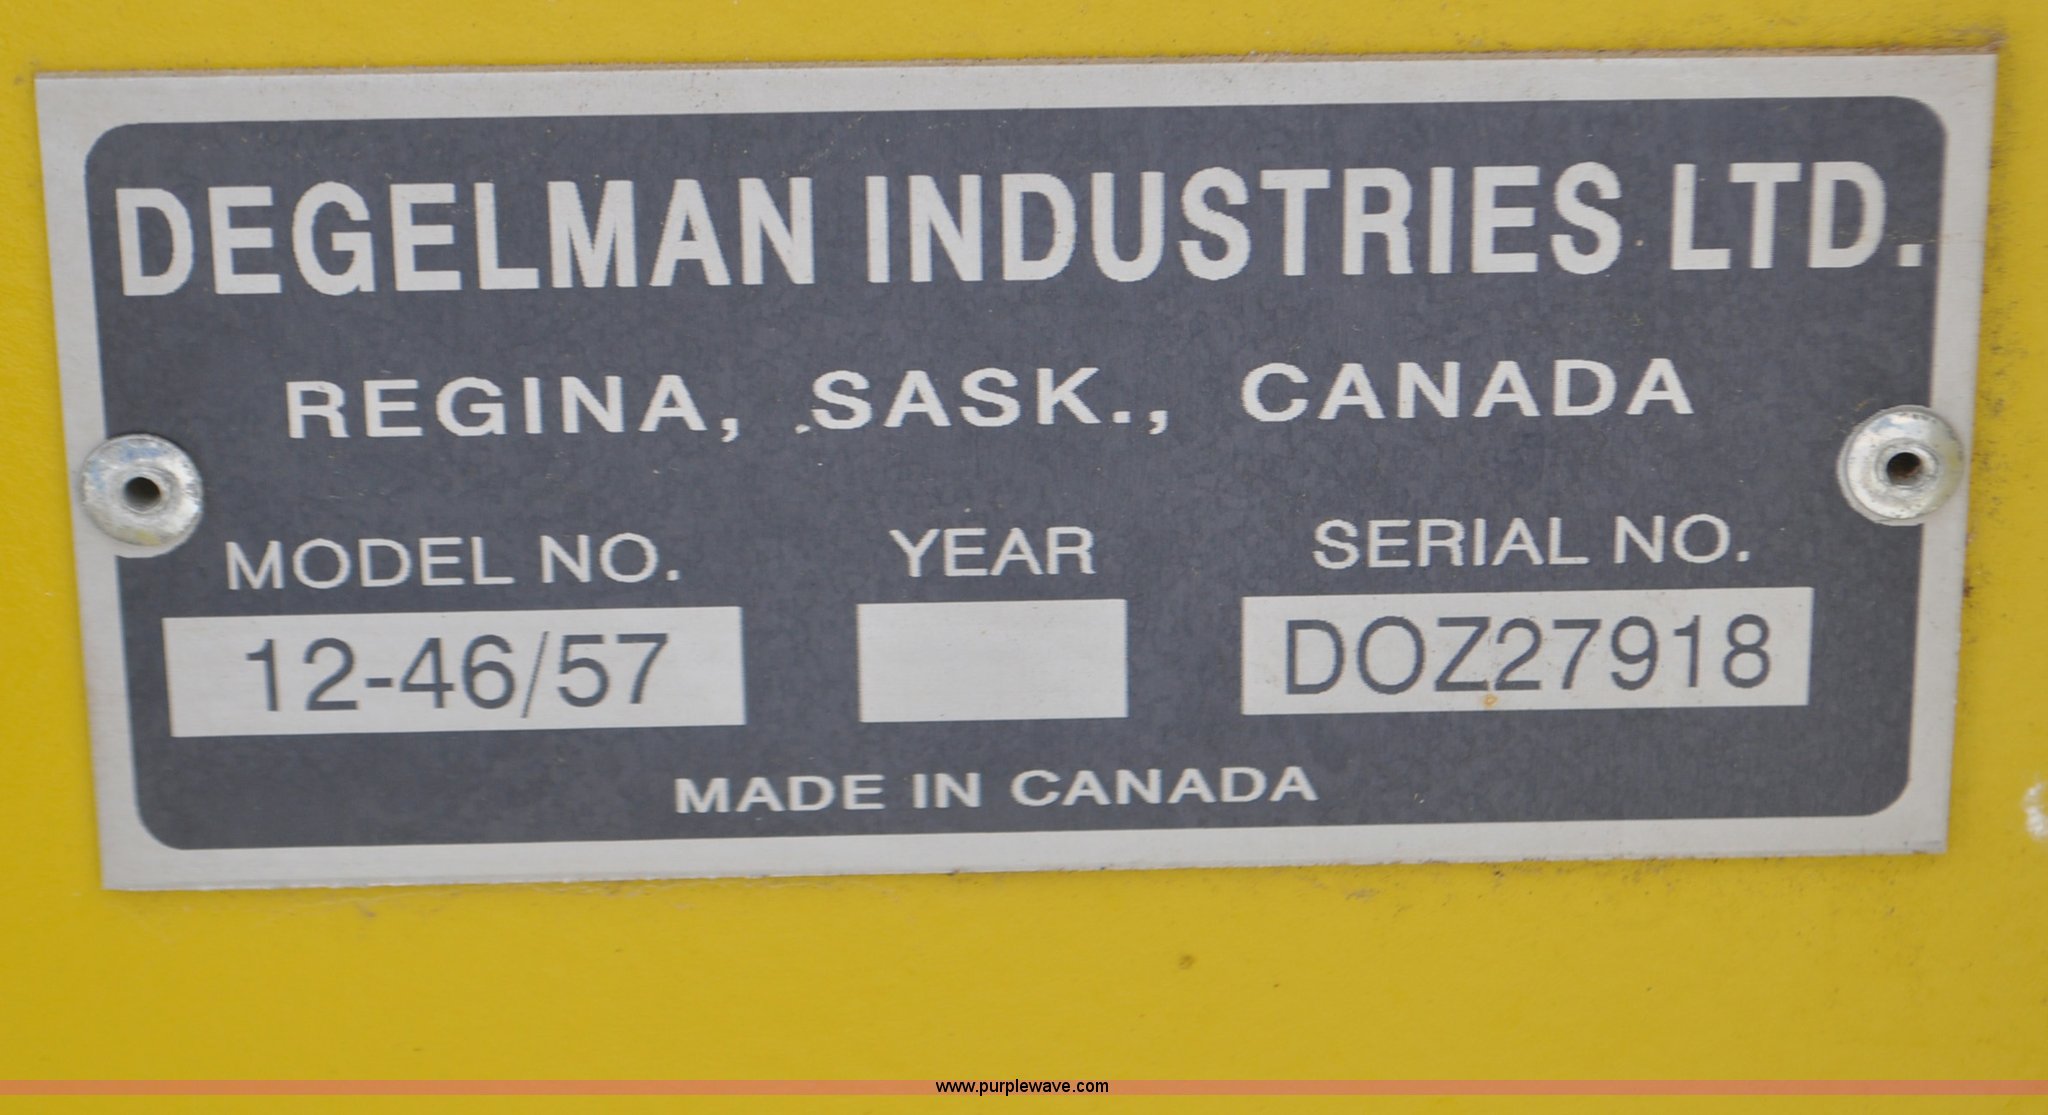 DEGELMAN INDUSTRIES LTD.
REGINA, SASK., CANADA
MODEL NO. YEAR SERIAL NO.
12-46/57 DOZ27918
MADE IN CANADA
www.purplewave.com